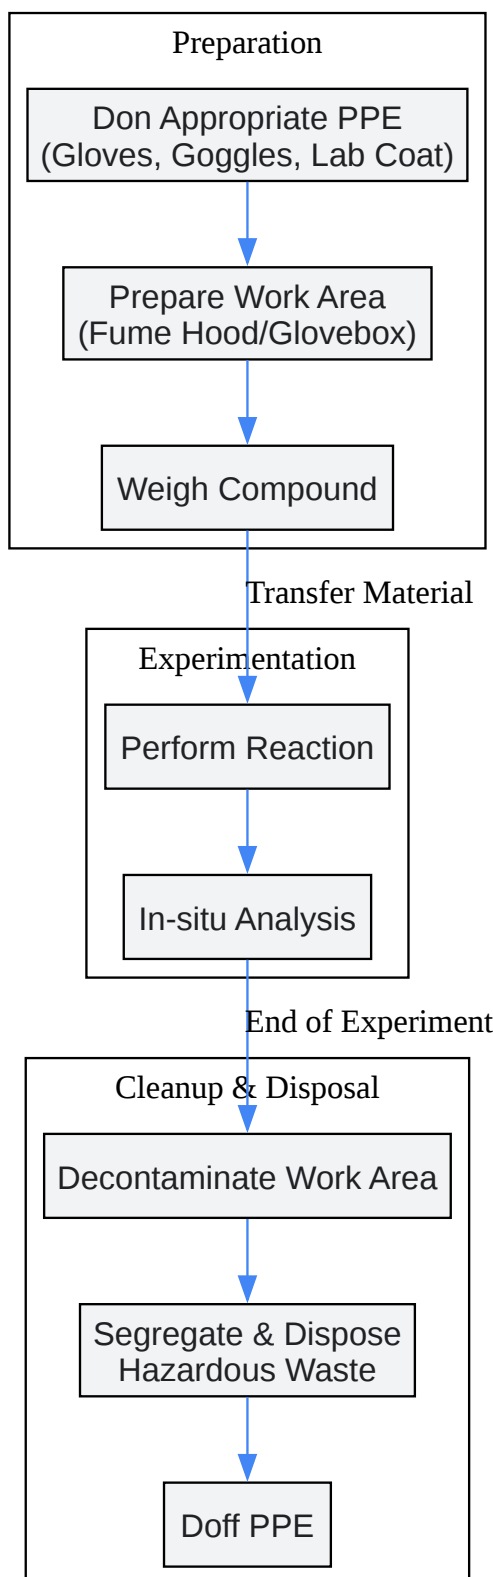 Preparation
Don Appropriate PPE
(Gloves, Goggles, Lab Coat)
Prepare Work Area
(Fume Hood/Glovebox)
Weigh Compound
Transfer Material
Experimentation
Perform Reaction
In-situ Analysis
End of Experiment
Cleanup & Disposal
Decontaminate Work Area
Segregate & Dispose
Hazardous Waste
Doff PPE